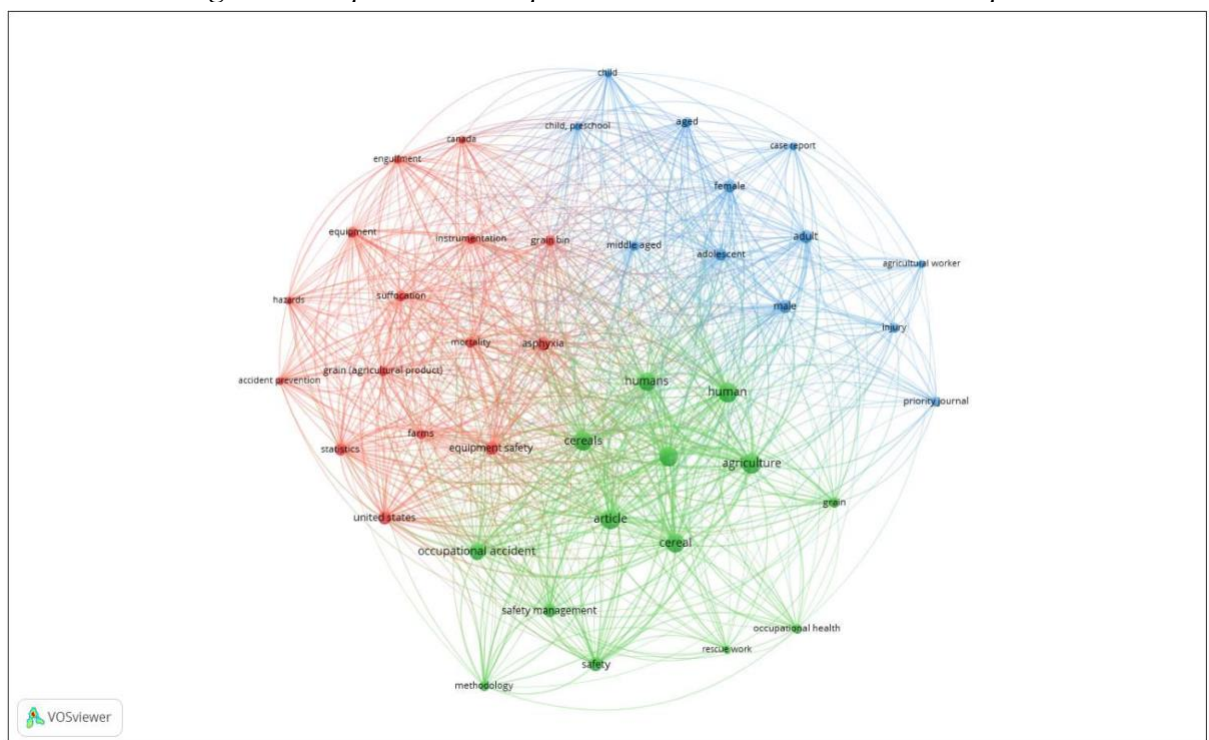 child
child, preschool
aged
canada
case report
engulfment
female
equipment
instrumentation
grain bin
middle aged
adult
adolescent
agricultural worker
hazards
suffocation
male
injury
mortality
asphyxia
grain (agricultural product)
accident prevention
humans
human
priority journal
farms
statistics
equipment safety
cereals
agriculture
grain
united states
article
occupational accident
cereal
safety management
occupational health
rescue work
safety
methodology
VOSviewer